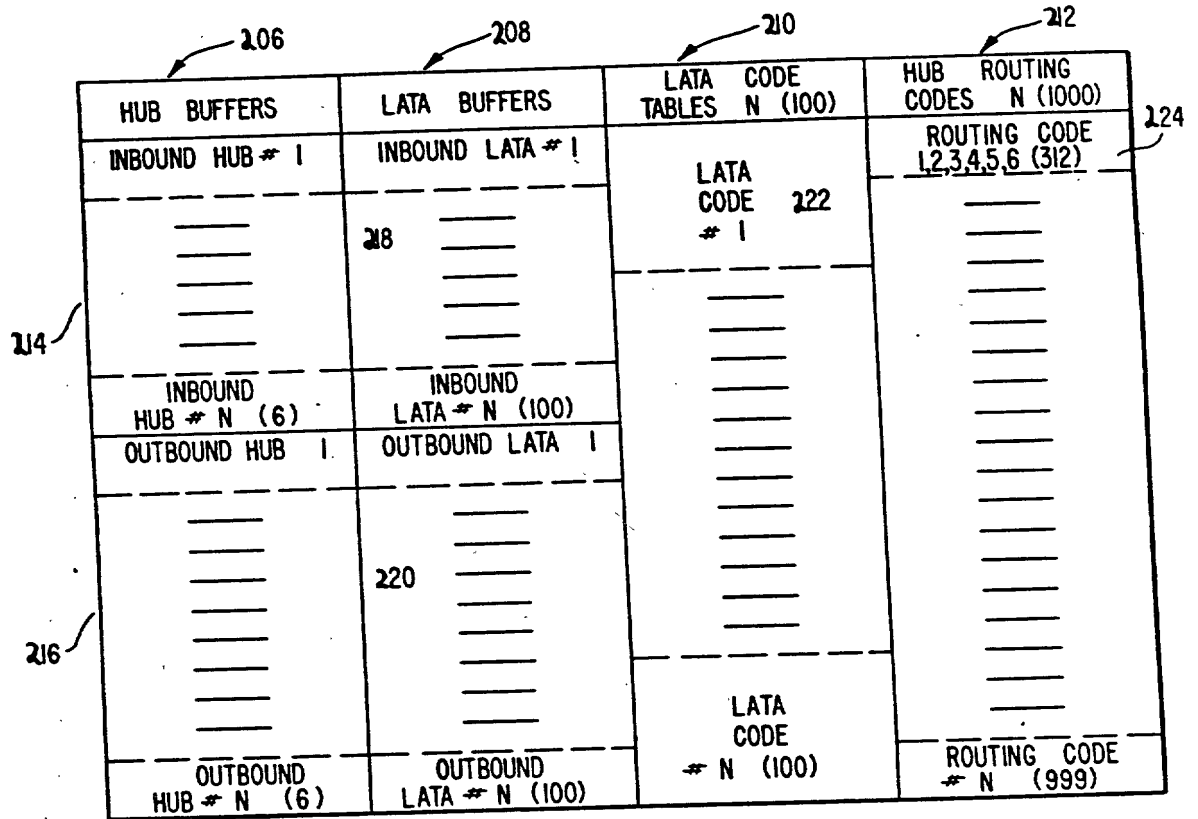 206
208
210
212
HUB BUFFERS
LATA BUFFERS
LATA CODE
TABLES N (100)
HUB ROUTING
CODES N (1000)
224
INBOUND HUB # 1
INBOUND LATA # 1
LATA
CODE 222
# 1
ROUTING CODE
1,2,3,4,5,6 (312)
218
214
INBOUND
HUB # N (6)
INBOUND
LATA # N (100)
OUTBOUND HUB 1
OUTBOUND LATA 1
220
216
OUTBOUND
HUB # N (6)
OUTBOUND
LATA # N (100)
LATA
CODE
# N (100)
ROUTING CODE
# N (999)